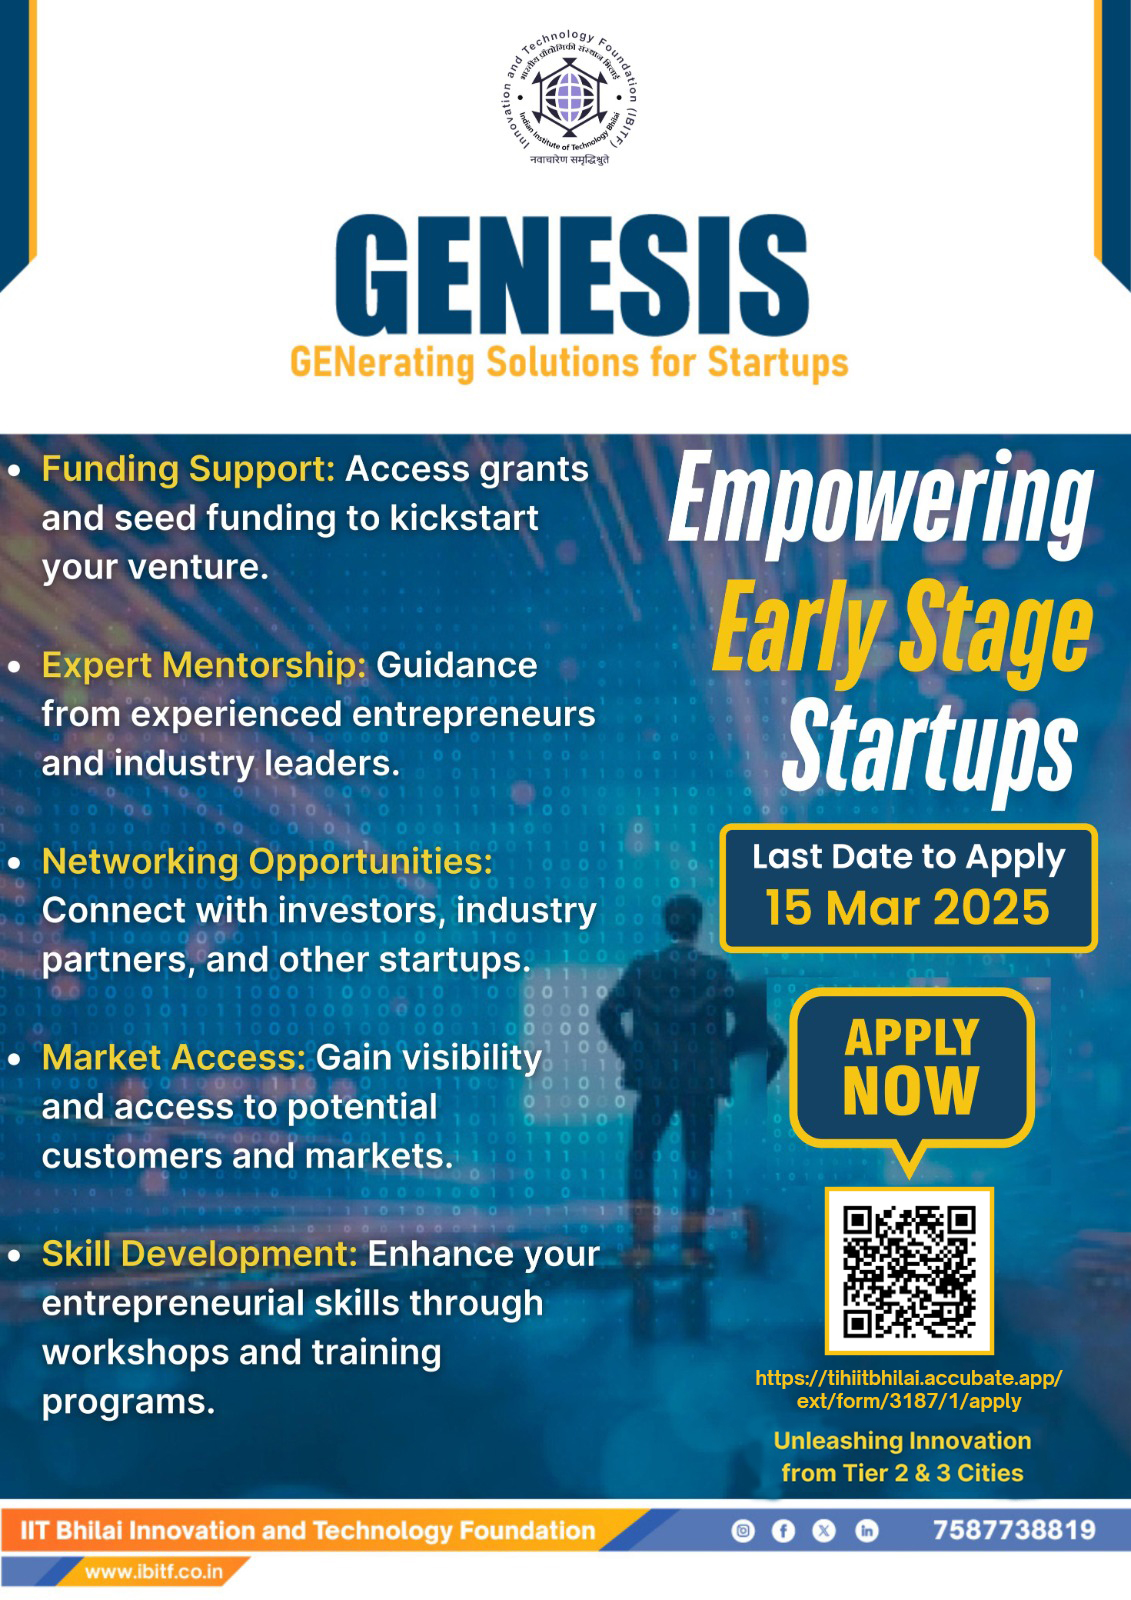 Innovation and Technology Foundation (IBITF)
भारतीय प्रौद्योगिकी संस्थान भिलाई
Indian Institute of Technology Bhilai
नवाचारेण समृद्धिश्रुते
GENESIS
GENerating Solutions for Startups
• Funding Support: Access grants
and seed funding to kickstart
your venture.
• Expert Mentorship: Guidance
from experienced entrepreneurs
and industry leaders.
• Networking Opportunities:
Connect with investors, industry
partners, and other startups.
• Market Access: Gain visibility
and access to potential
customers and markets.
• Skill Development: Enhance your
entrepreneurial skills through
workshops and training
programs.
Empowering
Early Stage
Startups
Last Date to Apply
15 Mar 2025
APPLY
NOW
https://tihiitbhilai.accubate.app/
ext/form/3187/1/apply
Unleashing Innovation
from Tier 2 & 3 Cities
IIT Bhilai Innovation and Technology Foundation
7587738819
www.ibitf.co.in